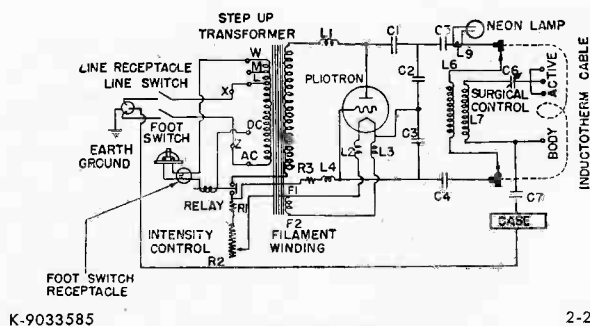 STEP UP
TRANSFORMER
L1
C1
C5
NEON LAMP
L9
W
M
L
LINE RECEPTACLE
LINE SWITCH
X
PLIOTRON
C2
L6
C6
ACTIVE
SURGICAL
CONTROL
L7
INDUCTOTHERM CABLE
FOOT
SWITCH
OC
Z
AC
EARTH
GROUND
C3
L2
L3
BODY
R3
L4
RELAY
R1
F1
C4
C7
INTENSITY
CONTROL
R2
F2
FILAMENT
WINDING
CASE
FOOT SWITCH
RECEPTACLE
K-9033585
2-2